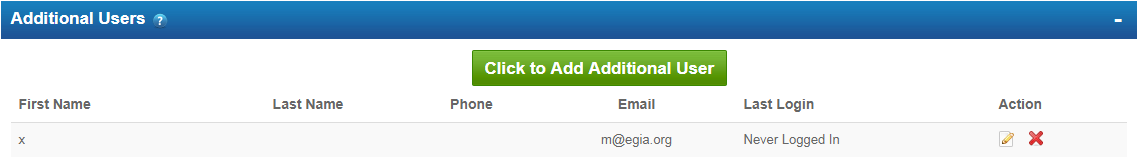 Additional Users ?
Click to Add Additional User
First Name Last Name Phone Email Last Login Action
x m@egia.org Never Logged In